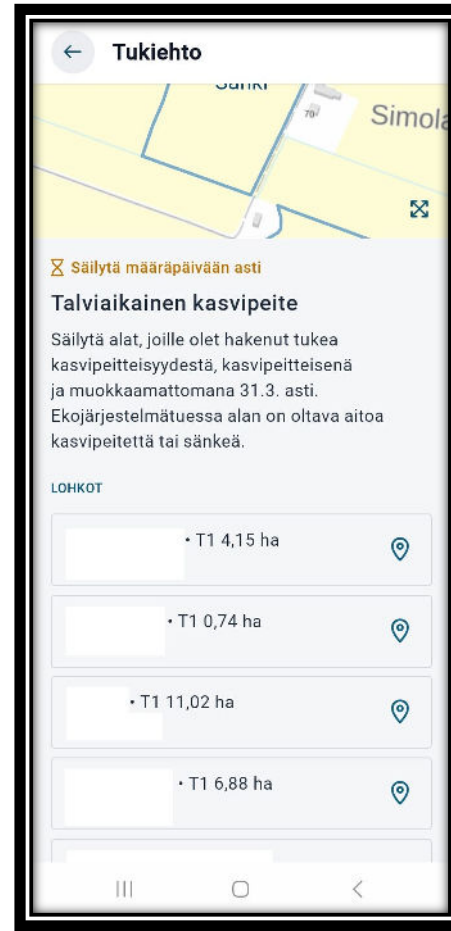 Tukiehto
Sänki
70
Simola
Säilytä määräpäivään asti
Talviaikainen kasvipeite
Säilytä alat, joille olet hakenut tukea
kasvipeitteisyydestä, kasvipeitteisenä
ja muokkaamattomana 31.3. asti.
Ekojärjestelmätuessa alan on oltava aitoa
kasvipeitettä tai sänkeä.
LOHKOT
• T1 4,15 ha
• T1 0,74 ha
• T1 11,02 ha
• T1 6,88 ha